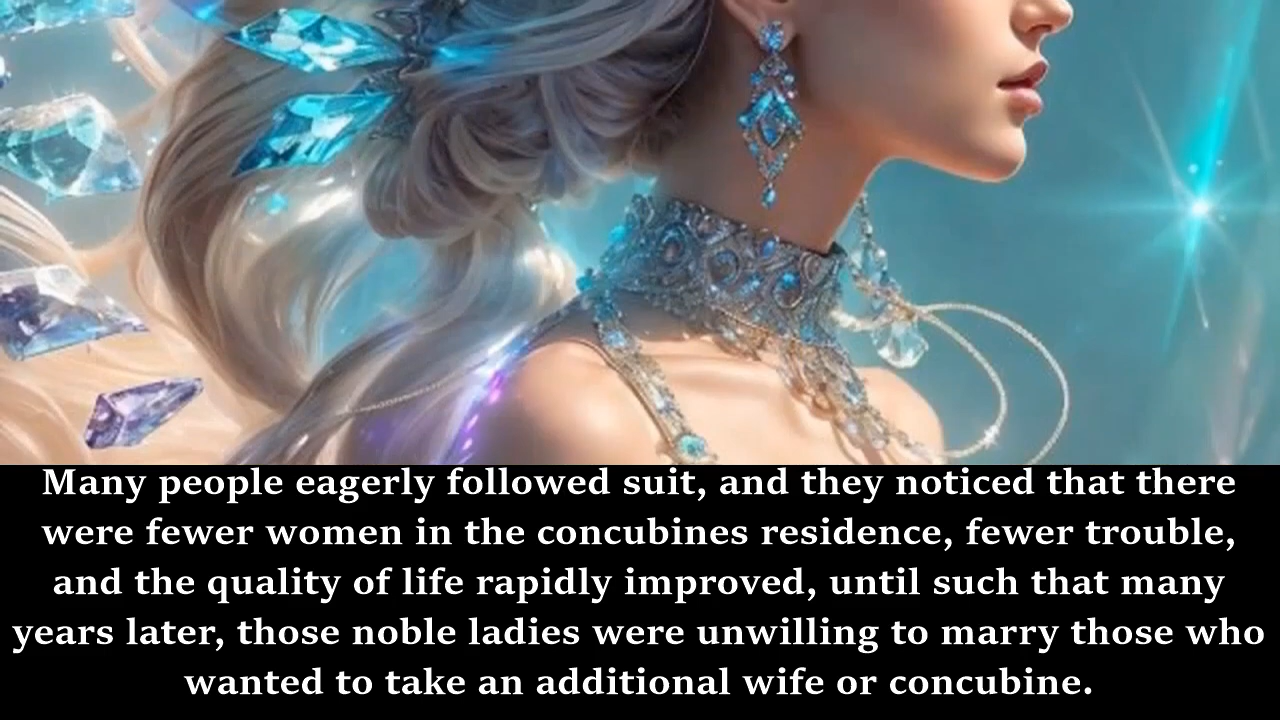 Many people eagerly followed suit, and they noticed that there
were fewer women in the concubines residence, fewer trouble,
and the quality of life rapidly improved, until such that many
years later, those noble ladies were unwilling to marry those who
wanted to take an additional wife or concubine.